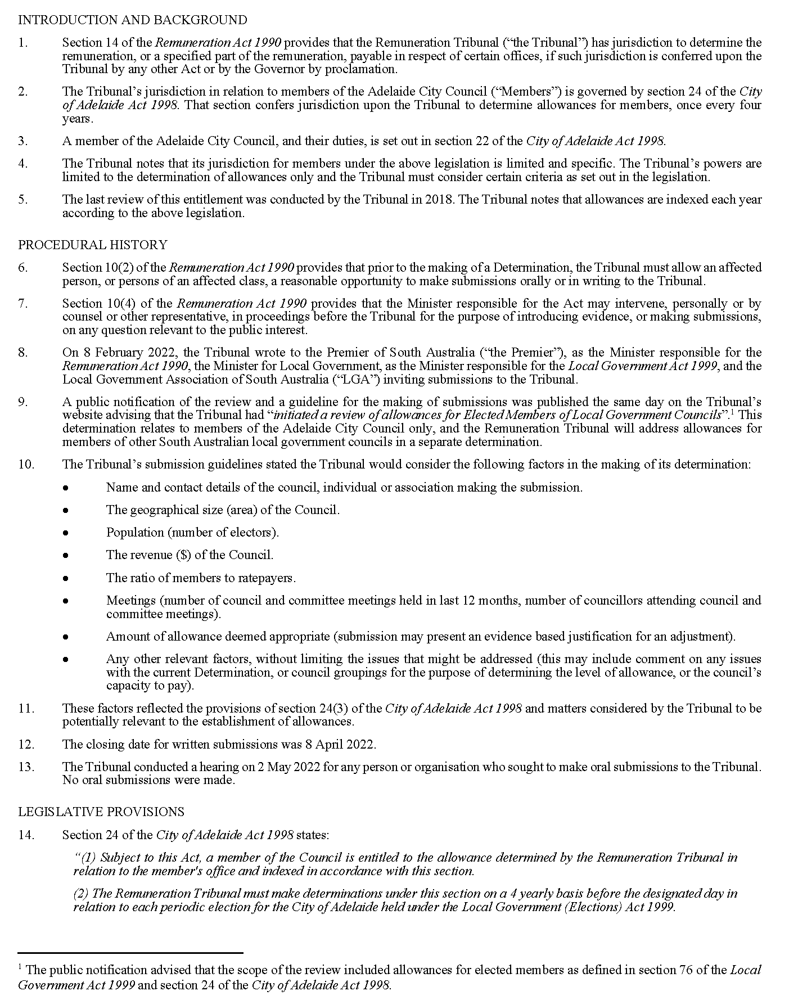 INTRODUCTION AND BACKGROUND
1. Section 14 of the Remuneration Act 1990 provides that the Remuneration Tribunal (“the Tribunal”) has jurisdiction to determine the
remuneration, or a specified part of the remuneration, payable in respect of certain offices, if such jurisdiction is conferred upon the
Tribunal by any other Act or by the Governor by proclamation.
2. The Tribunal’s jurisdiction in relation to members of the Adelaide City Council (“Members”) is governed by section 24 of the City
of Adelaide Act 1998. That section confers jurisdiction upon the Tribunal to determine allowances for members, once every four
years.
3. A member of the Adelaide City Council, and their duties, is set out in section 22 of the City of Adelaide Act 1998.
4. The Tribunal notes that its jurisdiction for members under the above legislation is limited and specific. The Tribunal’s powers are
limited to the determination of allowances only and the Tribunal must consider certain criteria as set out in the legislation.
5. The last review of this entitlement was conducted by the Tribunal in 2018. The Tribunal notes that allowances are indexed each year
according to the above legislation.
PROCEDURAL HISTORY
6. Section 10(2) of the Remuneration Act 1990 provides that prior to the making of a Determination, the Tribunal must allow an affected
person, or persons of an affected class, a reasonable opportunity to make submissions orally or in writing to the Tribunal.
7. Section 10(4) of the Remuneration Act 1990 provides that the Minister responsible for the Act may intervene, personally or by
counsel or other representative, in proceedings before the Tribunal for the purpose of introducing evidence, or making submissions,
on any question relevant to the public interest.
8. On 8 February 2022, the Tribunal wrote to the Premier of South Australia (“the Premier”), as the Minister responsible for the
Remuneration Act 1990, the Minister for Local Government, as the Minister responsible for the Local Government Act 1999, and the
Local Government Association of South Australia (“LGA”) inviting submissions to the Tribunal.
9. A public notification of the review and a guideline for the making of submissions was published the same day on the Tribunal’s
website advising that the Tribunal had “initiated a review of allowances for Elected Members of Local Government Councils”.1 This
determination relates to members of the Adelaide City Council only, and the Remuneration Tribunal will address allowances for
members of other South Australian local government councils in a separate determination.
10. The Tribunal’s submission guidelines stated the Tribunal would consider the following factors in the making of its determination:
• Name and contact details of the council, individual or association making the submission.
• The geographical size (area) of the Council.
• Population (number of electors).
• The revenue ($) of the Council.
• The ratio of members to ratepayers.
• Meetings (number of council and committee meetings held in last 12 months, number of councillors attending council and
committee meetings).
• Amount of allowance deemed appropriate (submission may present an evidence based justification for an adjustment).
• Any other relevant factors, without limiting the issues that might be addressed (this may include comment on any issues
with the current Determination, or council groupings for the purpose of determining the level of allowance, or the council’s
capacity to pay).
11. These factors reflected the provisions of section 24(3) of the City of Adelaide Act 1998 and matters considered by the Tribunal to be
potentially relevant to the establishment of allowances.
12. The closing date for written submissions was 8 April 2022.
13. The Tribunal conducted a hearing on 2 May 2022 for any person or organisation who sought to make oral submissions to the Tribunal.
No oral submissions were made.
LEGISLATIVE PROVISIONS
14. Section 24 of the City of Adelaide Act 1998 states:
“(1) Subject to this Act, a member of the Council is entitled to the allowance determined by the Remuneration Tribunal in
relation to the member's office and indexed in accordance with this section.
(2) The Remuneration Tribunal must make determinations under this section on a 4 yearly basis before the designated day in
relation to each periodic election for the City of Adelaide held under the Local Government (Elections) Act 1999.
1 The public notification advised that the scope of the review included allowances for elected members as defined in section 76 of the Local
Government Act 1999 and section 24 of the City of Adelaide Act 1998.